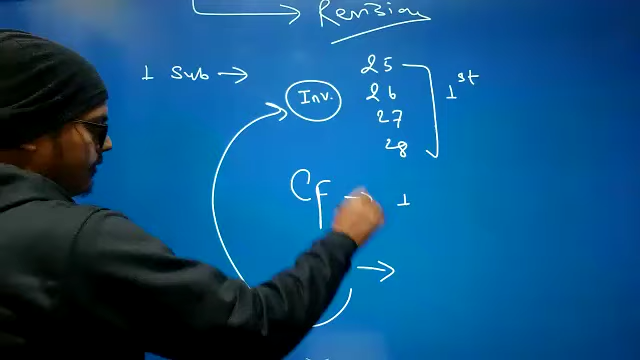 Revision
1 Sub →
Inv.
25
26
27
28
1st
CF → 1
→